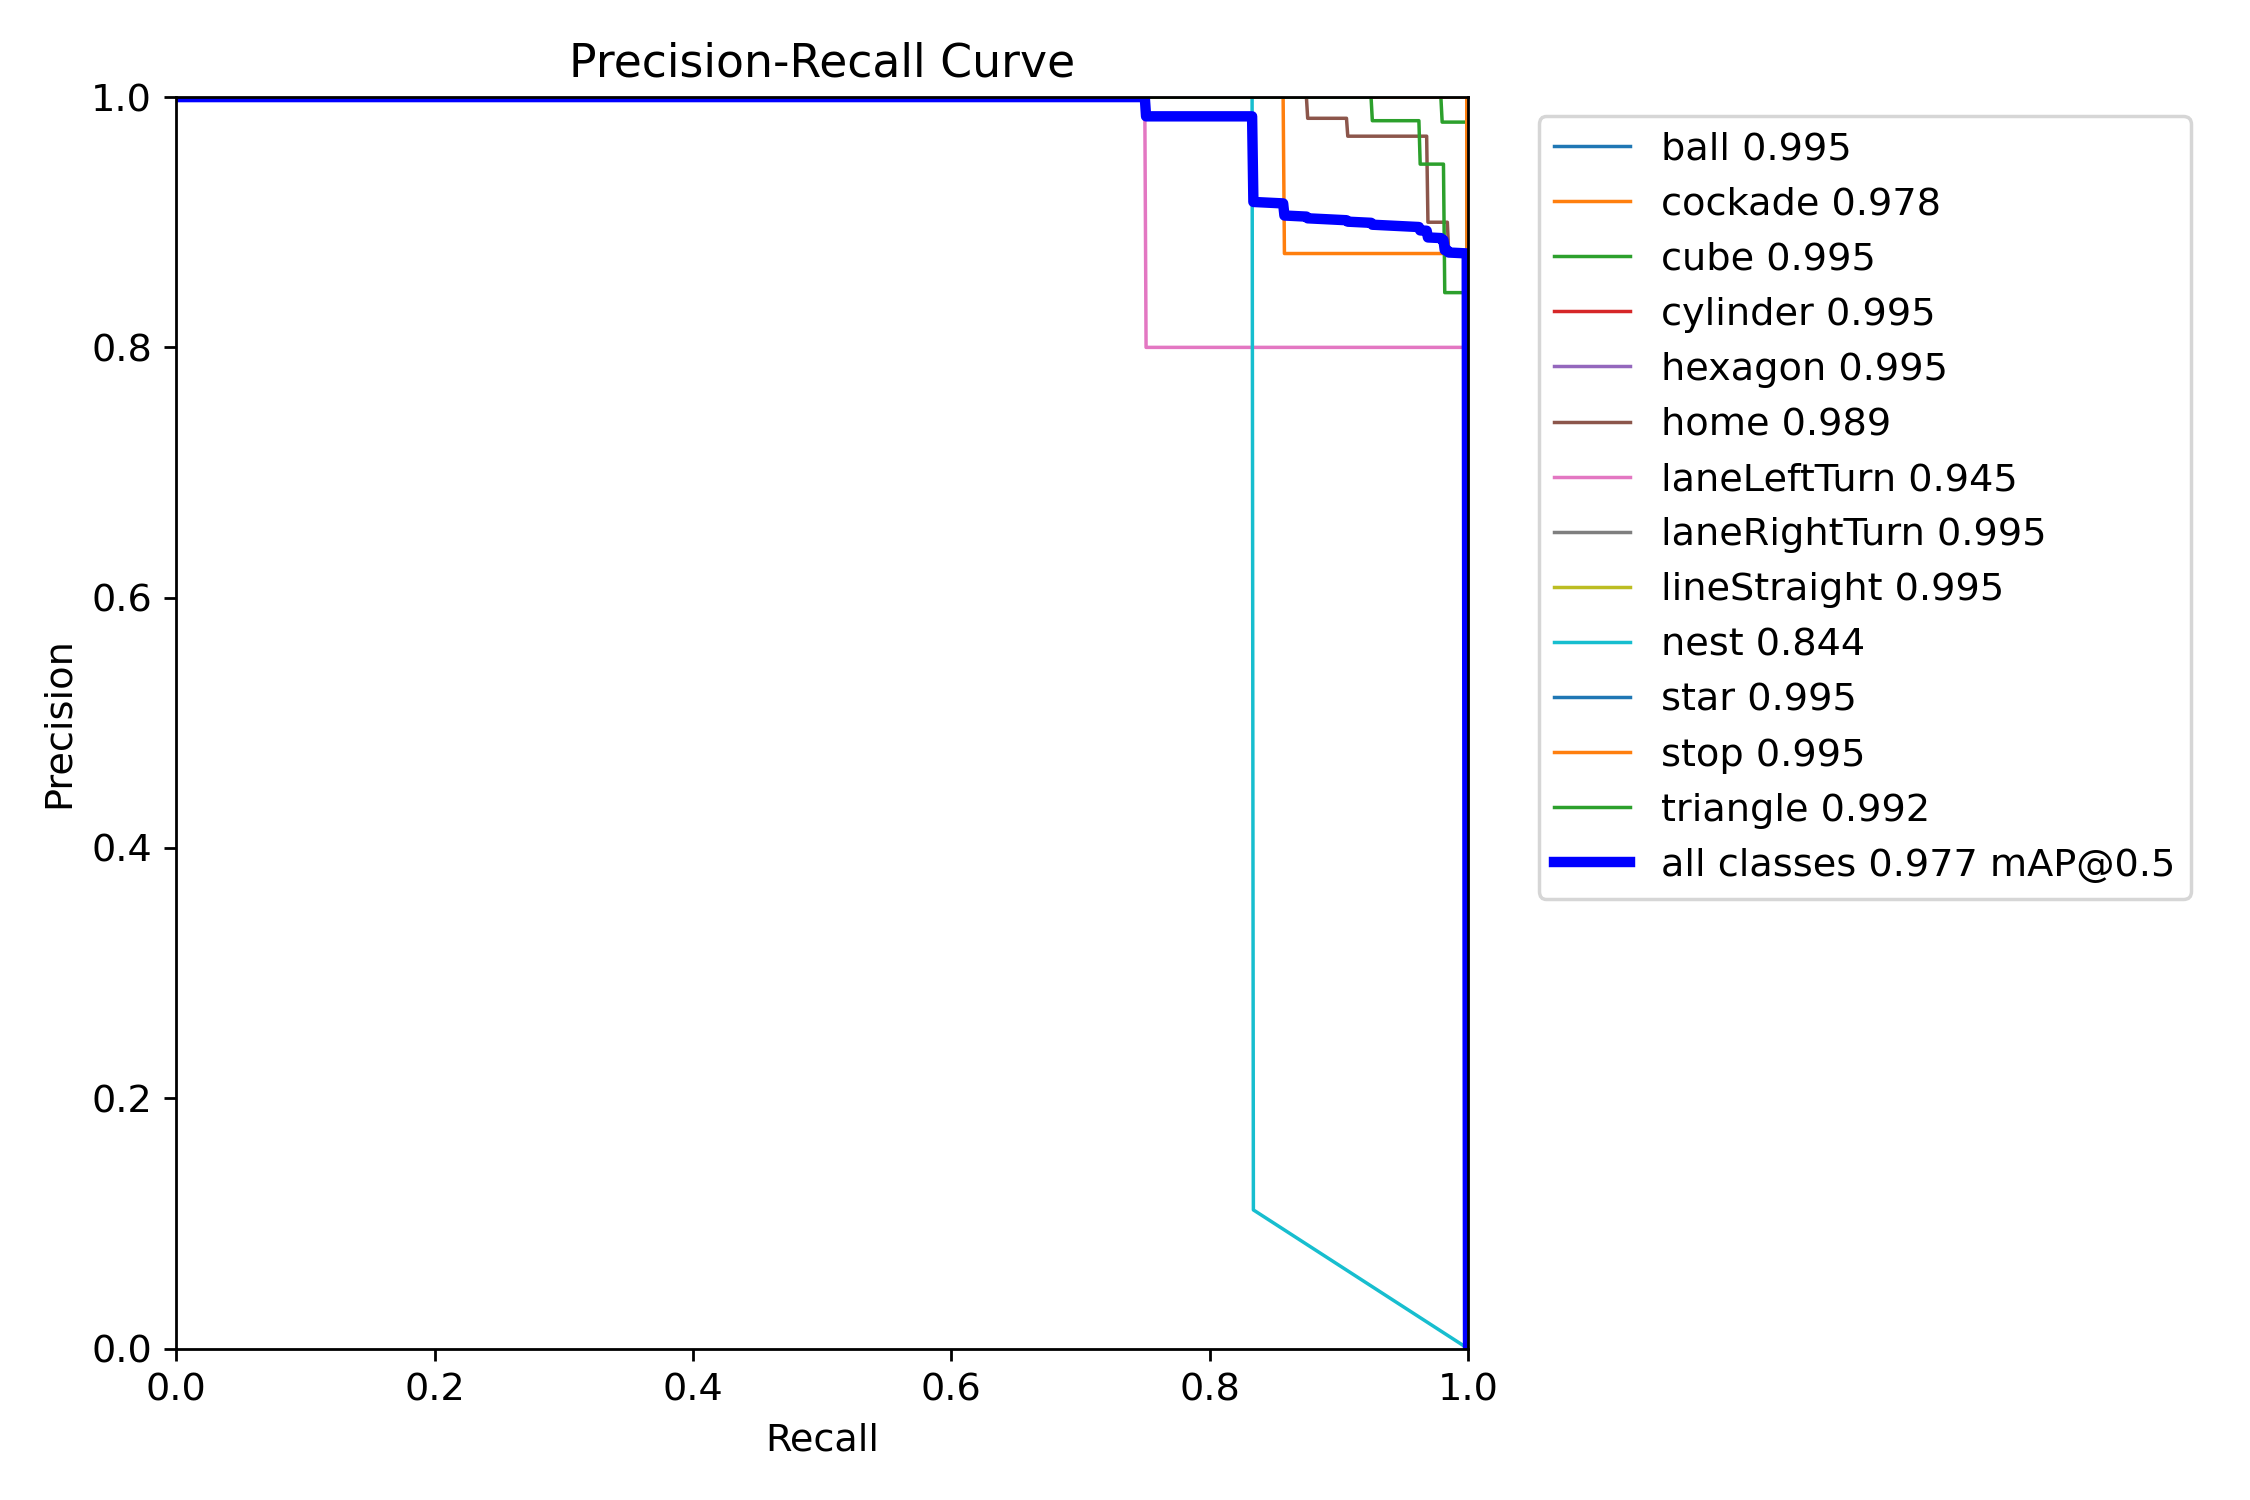 Precision-Recall Curve
1.0
0.8
0.6
0.4
0.2
0.0
Precision
0.0 0.2 0.4 0.6 0.8 1.0
Recall
ball 0.995
cockade 0.978
cube 0.995
cylinder 0.995
hexagon 0.995
home 0.989
laneLeftTurn 0.945
laneRightTurn 0.995
lineStraight 0.995
nest 0.844
star 0.995
stop 0.995
triangle 0.992
all classes 0.977 mAP@0.5